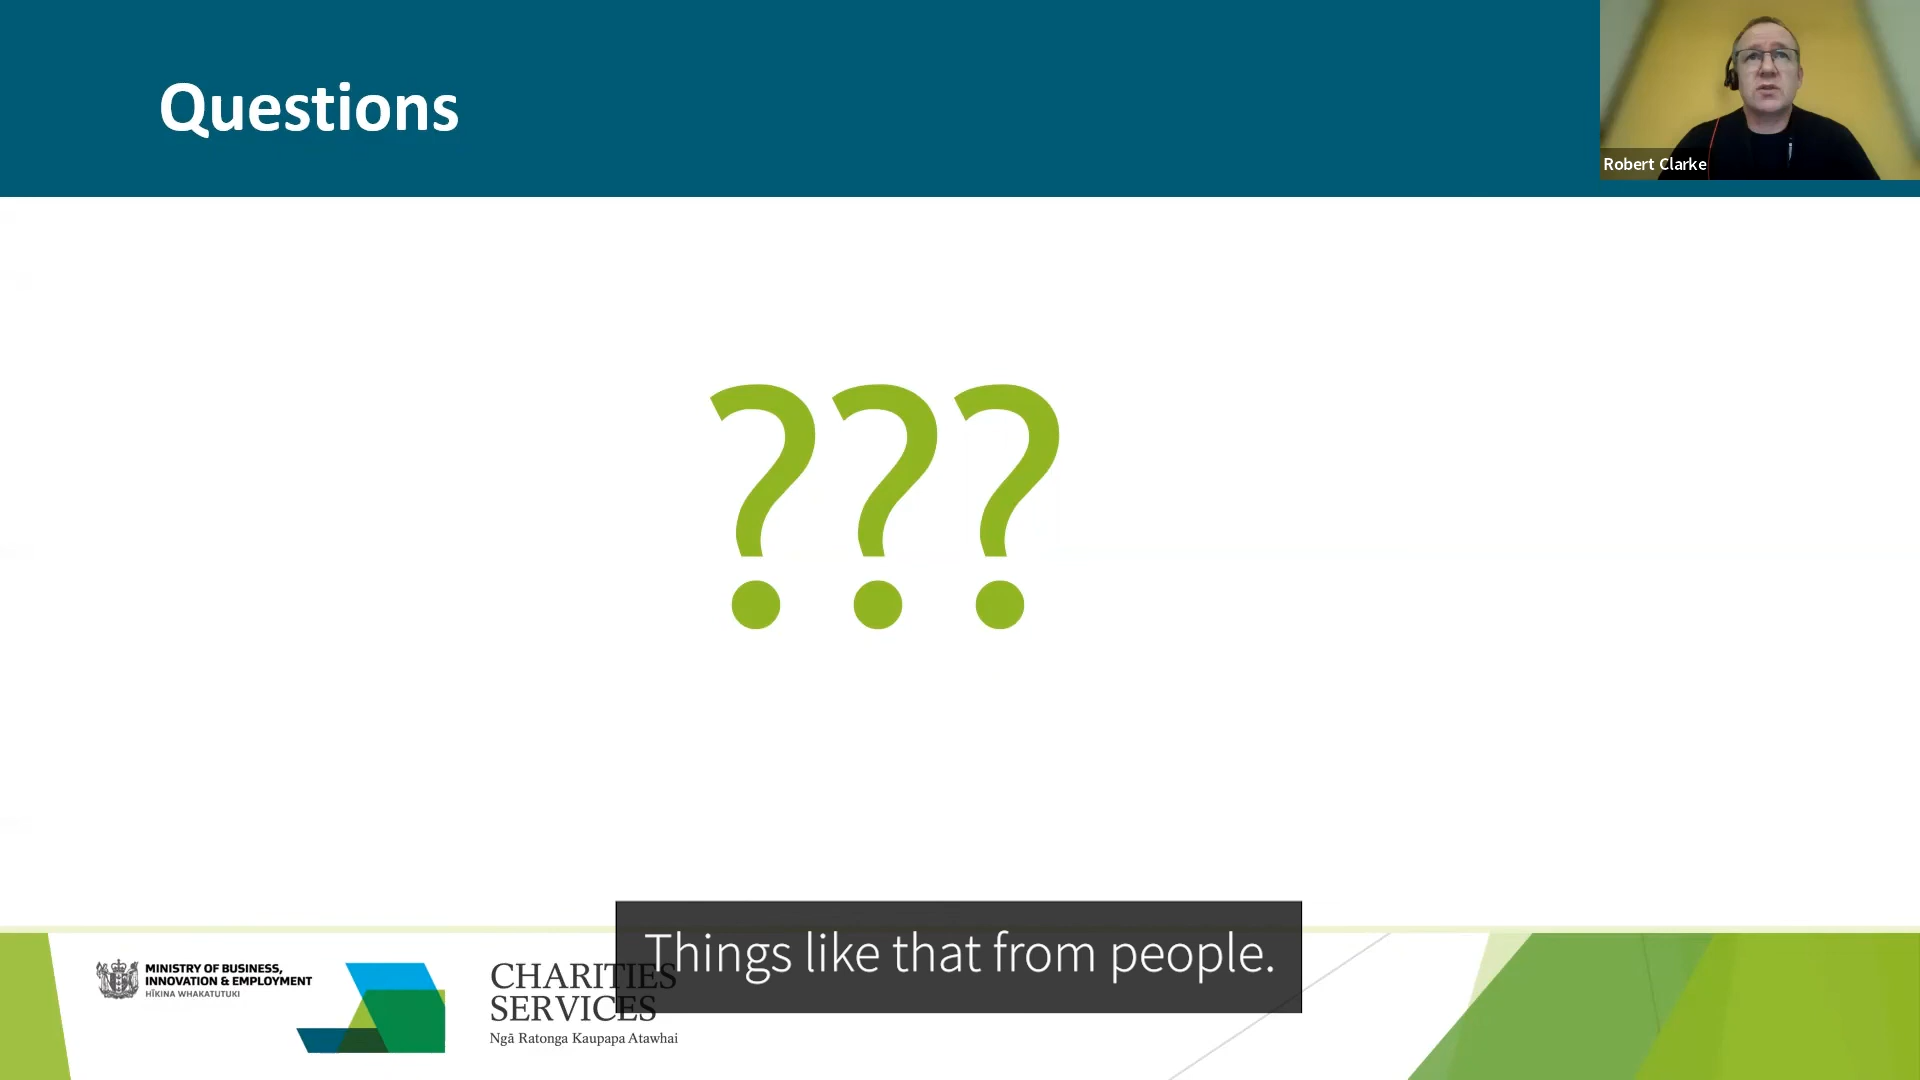 Questions
Robert Clarke
???
Things like that from people.
MINISTRY OF BUSINESS,
INNOVATION & EMPLOYMENT
HĪKINA WHAKATUTUKI
CHARITIES
SERVICES
Ngā Ratonga Kaupapa Atawhai